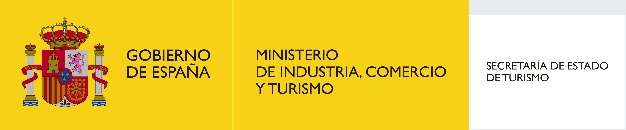 GOBIERNO
DE ESPAÑA
MINISTERIO
DE INDUSTRIA, COMERCIO
Y TURISMO
SECRETARÍA DE ESTADO
DE TURISMO